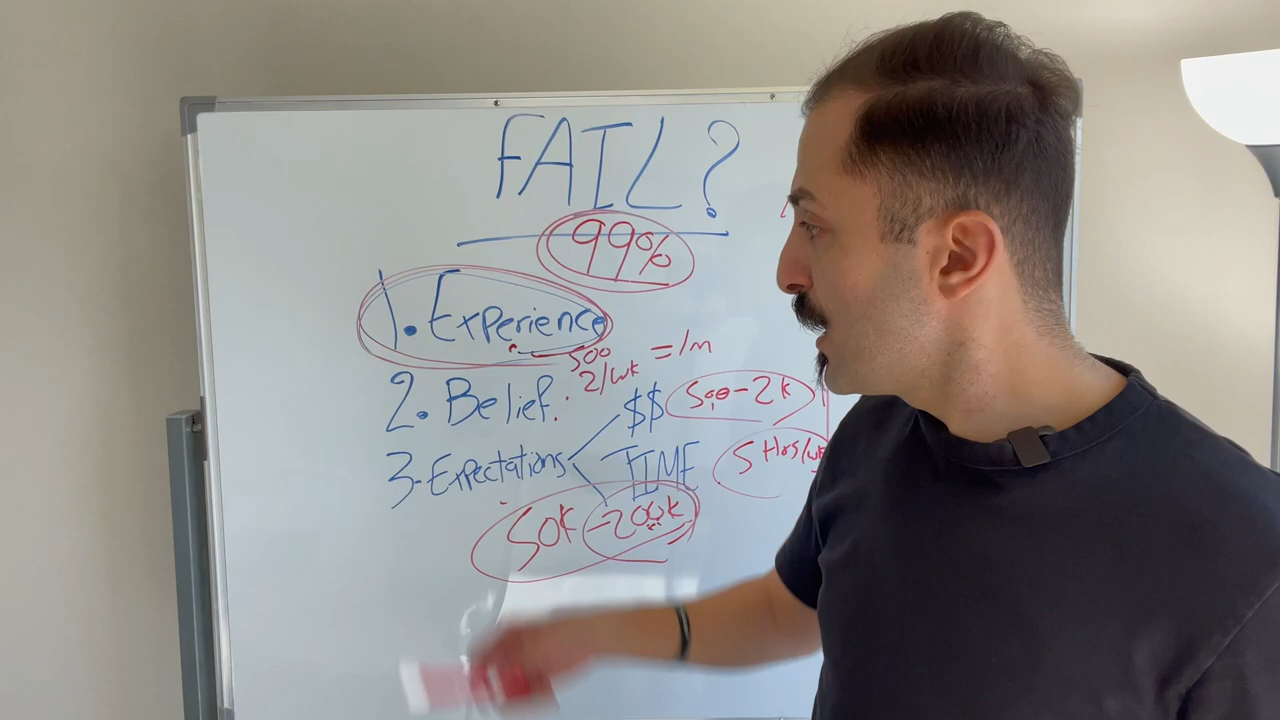 FAIL?
99%
1. Experience
500 = /m
2/wk
2. Belief. $$ 500-2k
3-Expectations TIME 5 Hrs/wk
50k -200k